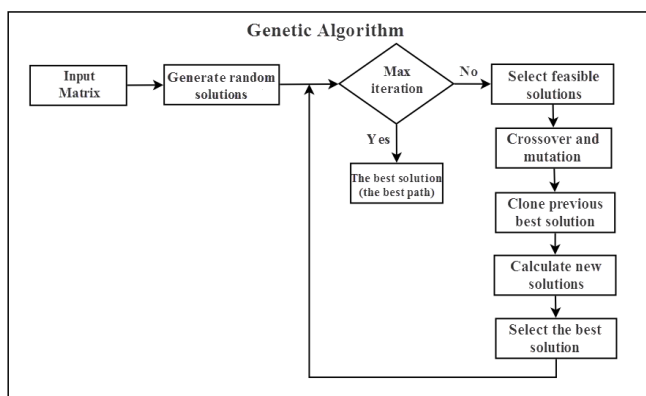 Genetic Algorithm
Input
Matrix
Generate random
solutions
Max
iteration
No
Yes
The best solution
(the best path)
Select feasible
solutions
Crossover and
mutation
Clone previous
best solution
Calculate new
solutions
Select the best
solution